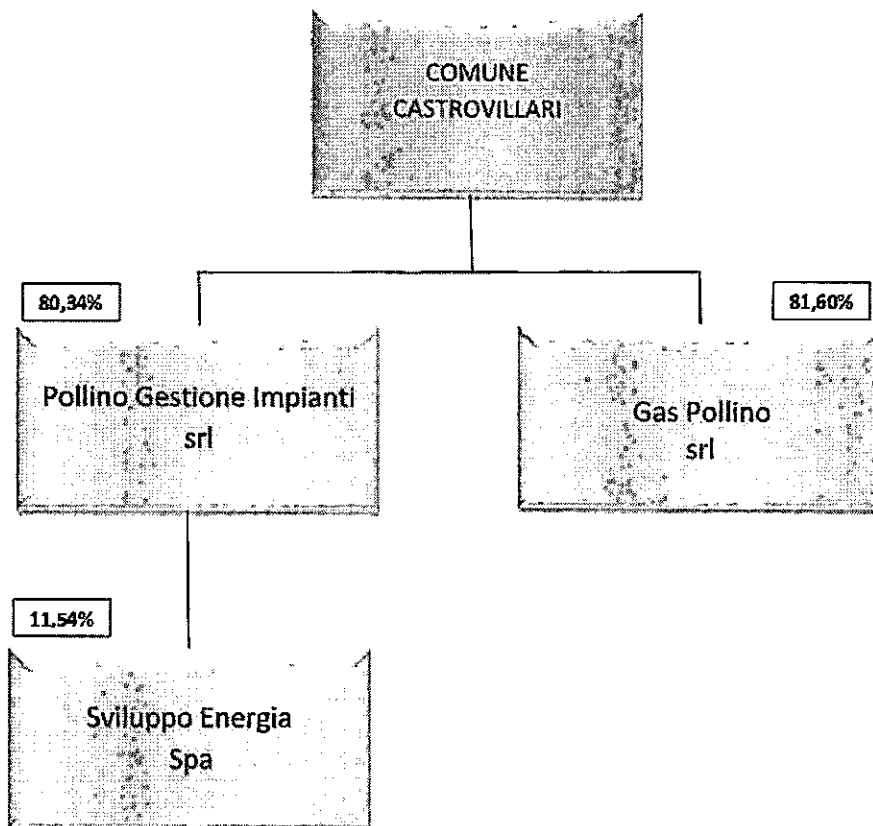 COMUNE
CASTROVILLARI
80,34%
81,60%
Pollino Gestione Impianti
srl
Gas Pollino
srl
11,54%
Sviluppo Energia
Spa